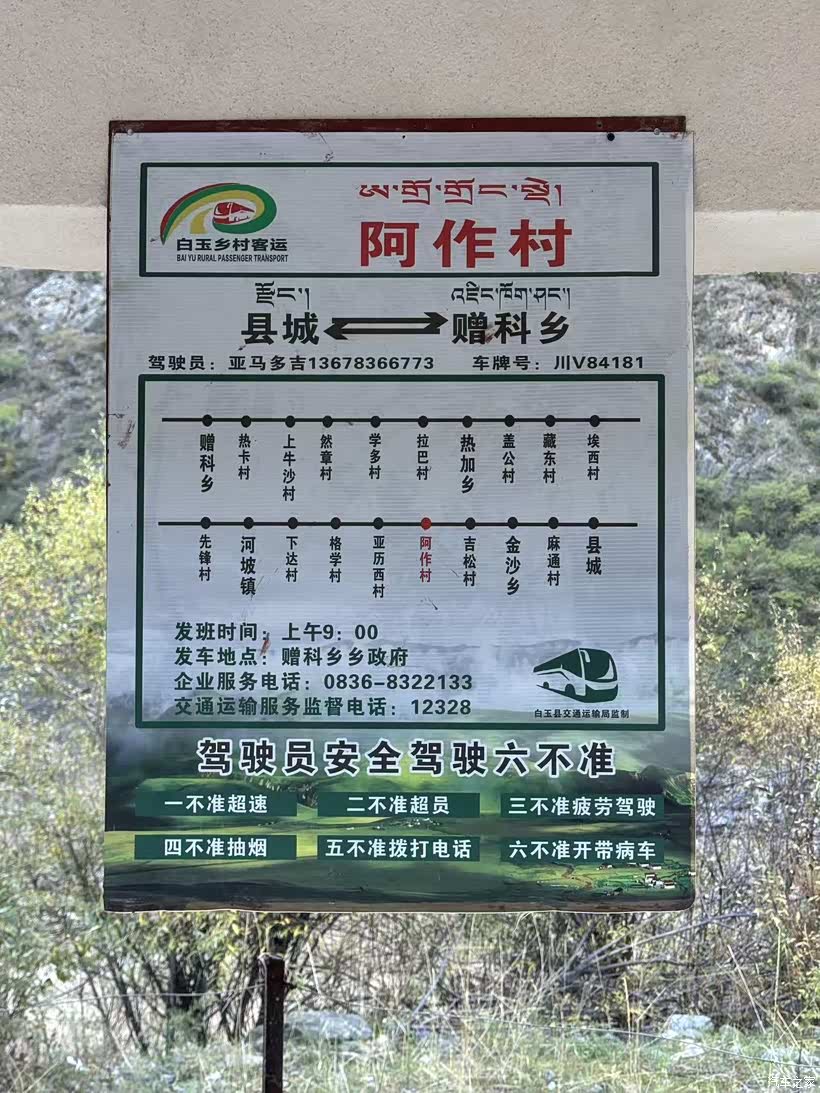 ཨ་གྲོ་གྲོང་སྡེ།
白玉乡村客运
BAI YU RURAL PASSENGER TRANSPORT
阿作村
རྫོང་།
县城
赠科乡
驾驶员：亚马多吉13678366773 车牌号：川V84181
赠科乡 热卡村 上牛沙村 然章村 学多村 拉巴村 热加乡 盖公村 藏东村 埃西村
先锋村 河坡镇 下达村 格学村 亚历西村 阿作村 吉松村 金沙乡 麻通村 县城
发班时间：上午9：00
发车地点：赠科乡乡政府
企业服务电话：0836-8322133
交通运输服务监督电话：12328
白玉县交通运输局监制
驾驶员安全驾驶六不准
一不准超速 二不准超员 三不准疲劳驾驶
四不准抽烟 五不准拨打电话 六不准开带病车
汽车之家